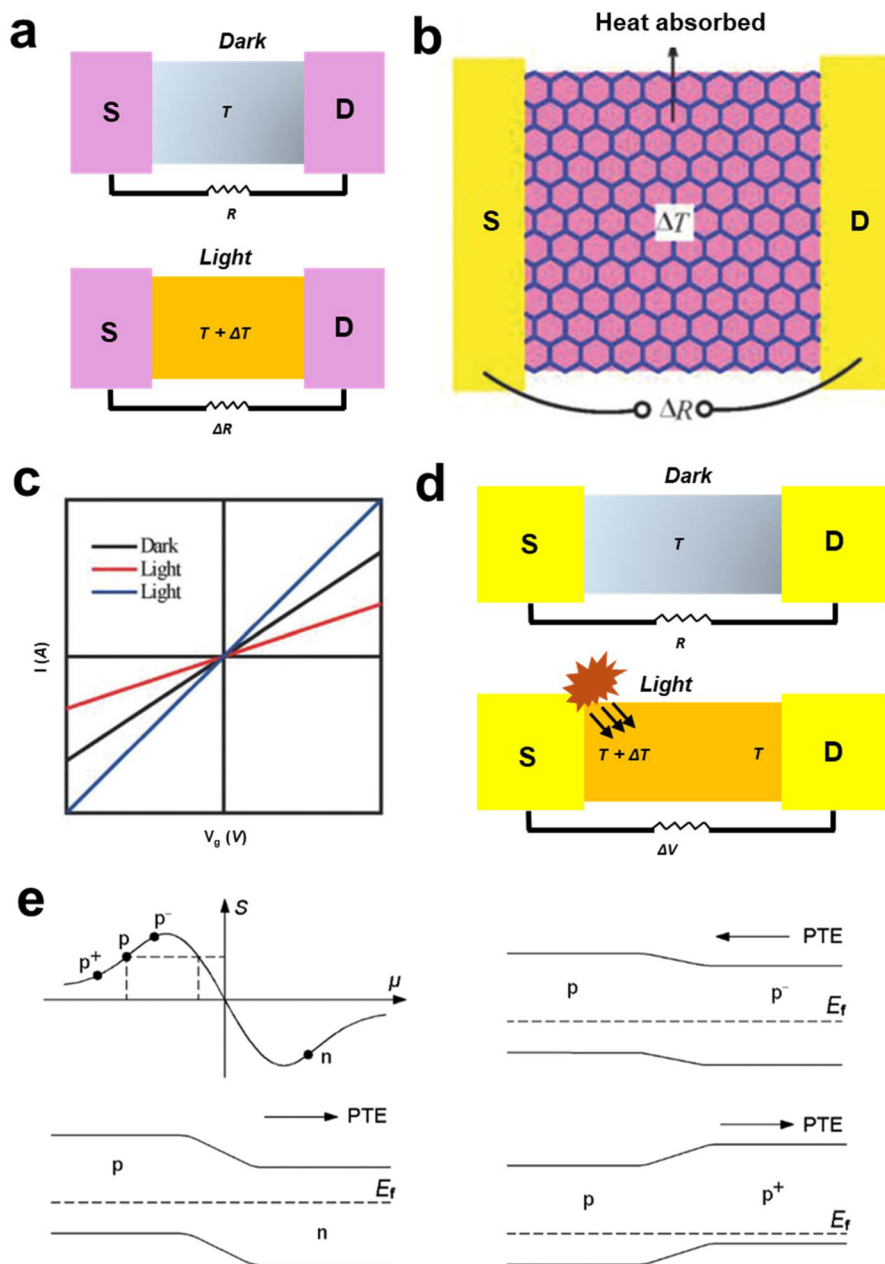 a
Dark
S
T
D
R
Light
S
T + ΔT
D
ΔR
b
Heat absorbed
S
ΔT
D
ΔR
c
Dark
Light
Light
I (A)
V_g (V)
d
Dark
S
T
D
R
Light
S
T + ΔT
T
D
ΔV
e
S
p⁻
p
p⁺
μ
n
PTE
p
p⁻
E_f
PTE
p
E_f
n
PTE
p
p⁺
E_f